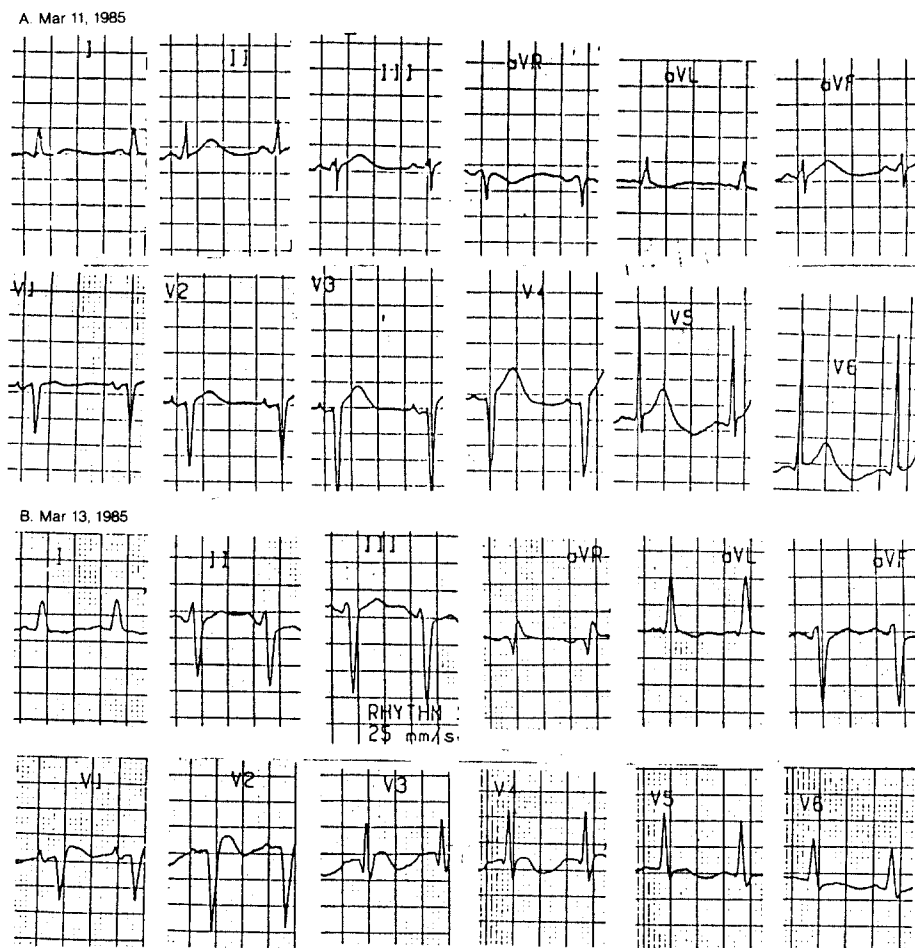 A. Mar 11, 1985
I II III aVR aVL aVF
V1 V2 V3 V4 V5 V6
B. Mar 13, 1985
I II III aVR aVL aVF
RHYTHM
25 mm/s
V1 V2 V3 V4 V5 V6